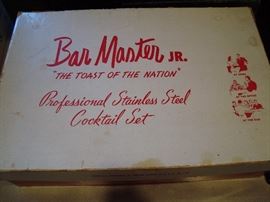 Bar Master JR.
"THE TOAST OF THE NATION"
Professional Stainless Steel
Cocktail Set